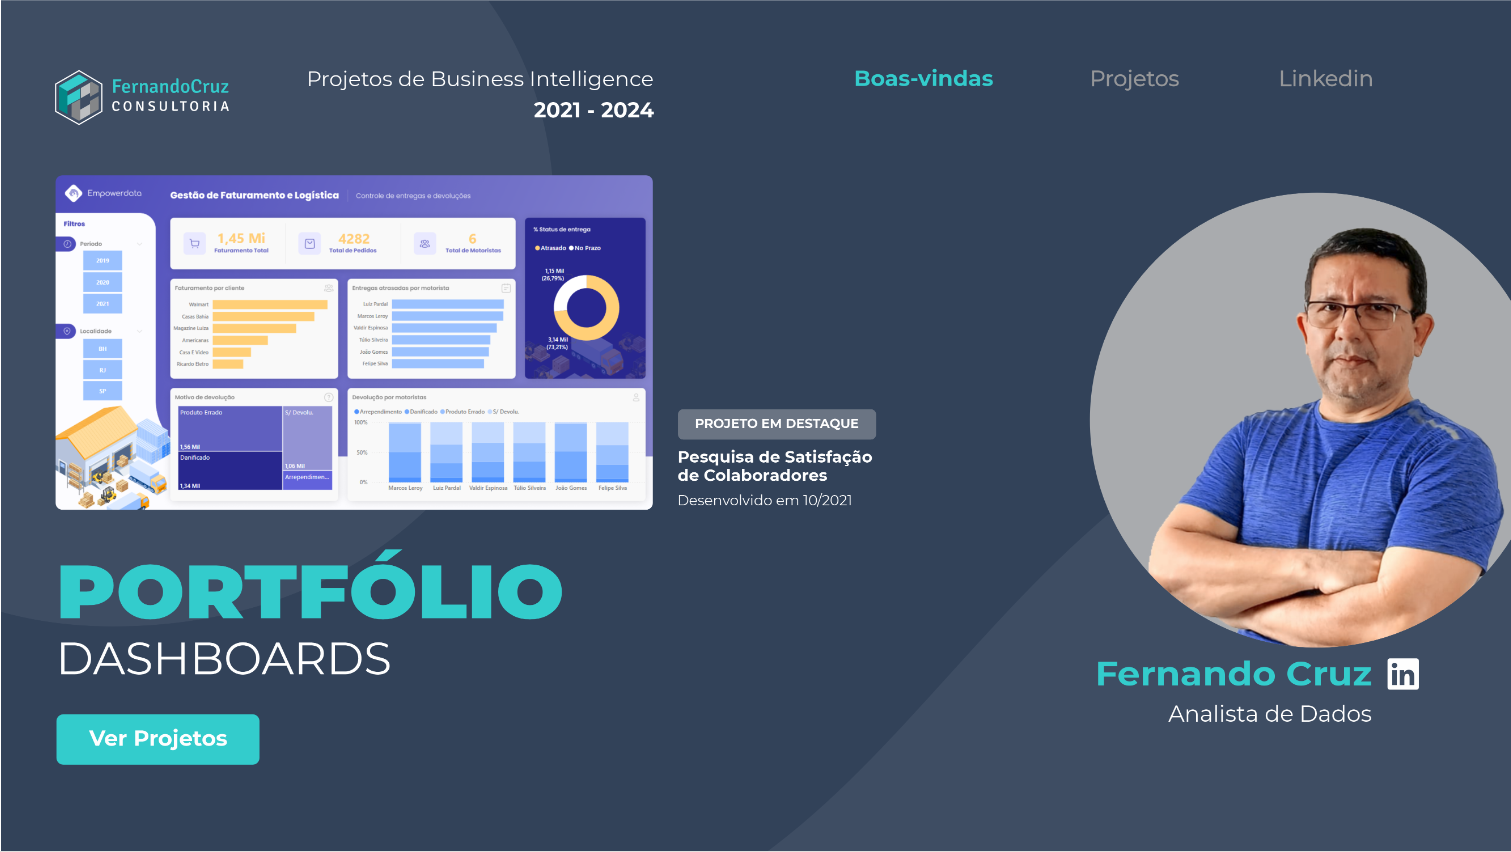 FernandoCruz
CONSULTORIA
Projetos de Business Intelligence
2021 - 2024
Boas-vindas
Projetos
Linkedin
Empowerdata
Gestão de Faturamento e Logística
Controle de entregas e devoluções
Filtros
Período
2019
2020
2021
Localidade
BH
RJ
SP
1,45 Mi
Faturamento Total
4282
Total de Pedidos
6
Total de Motoristas
% Status de entrega
Atrasado No Prazo
1,15 Mil
(26,79%)
3,14 Mil
(73,21%)
Faturamento por cliente
Walmart
Casas Bahia
Magazine Luiza
Americanas
Casa E Video
Ricardo Eletro
Entregas atrasadas por motorista
Luiz Pardal
Marcos Leroy
Valdir Espinosa
Túlio Silveira
João Gomes
Felipe Silva
Motivo de devolução
Produto Errado
1,56 Mil
S/ Devolu.
1,06 Mil
Danificado
1,34 Mil
Arrependimen...
Devolução por motoristas
Arrependimento Danificado Produto Errado S/ Devolu.
100%
50%
0%
Marcos Leroy Luiz Pardal Valdir Espinosa Túlio Silveira João Gomes Felipe Silva
PROJETO EM DESTAQUE
Pesquisa de Satisfação
de Colaboradores
Desenvolvido em 10/2021
PORTFÓLIO
DASHBOARDS
Ver Projetos
Fernando Cruz in
Analista de Dados